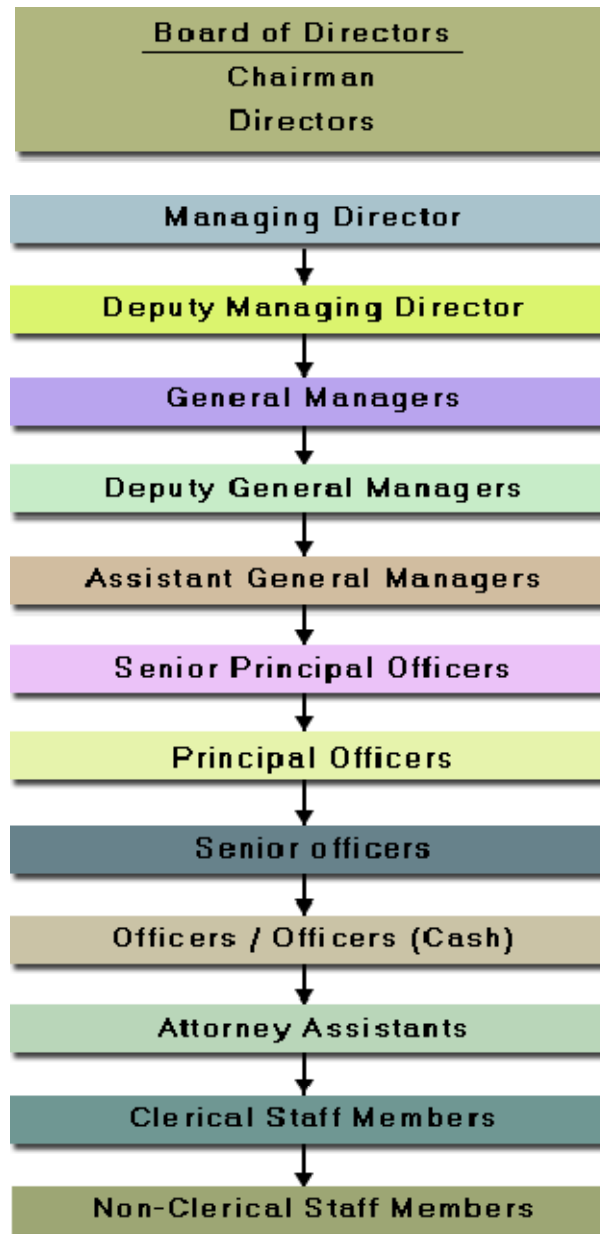 Board of Directors
Chairman
Directors
Managing Director
Deputy Managing Director
General Managers
Deputy General Managers
Assistant General Managers
Senior Principal Officers
Principal Officers
Senior officers
Officers / Officers (Cash)
Attorney Assistants
Clerical Staff Members
Non-Clerical Staff Members